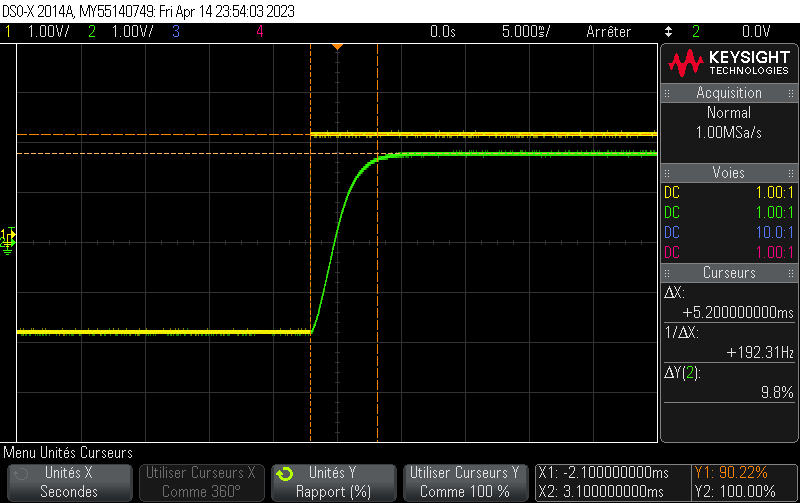 DSO-X 2014A, MY55140749: Fri Apr 14 23:54:03 2023
1 1.00V/ 2 1.00V/ 3 4 0.0s 5.000s/ Arrêter 2 0.0V
KEYSIGHT
TECHNOLOGIES
Acquisition
Normal
1.00MSa/s
Voies
DC 1.00:1
DC 1.00:1
DC 10.0:1
DC 1.00:1
Curseurs
ΔX:
+5.200000000ms
1/ΔX:
+192.31Hz
ΔY(2):
9.8%
Menu Unités Curseurs
Unités X
Secondes
Utiliser Curseurs X
Comme 360°
Unités Y
Rapport (%)
Utiliser Curseurs Y
Comme 100 %
X1: -2.100000000ms
X2: 3.100000000ms
Y1: 90.22%
Y2: 100.00%